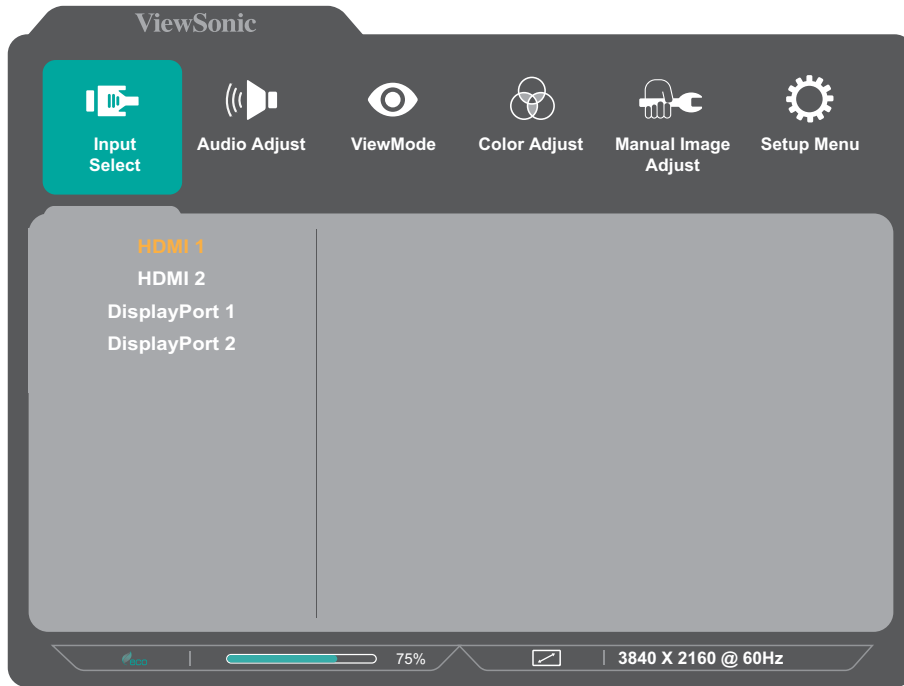 ViewSonic
Input
Select
Audio Adjust
ViewMode
Color Adjust
Manual Image
Adjust
Setup Menu
HDMI 1
HDMI 2
DisplayPort 1
DisplayPort 2
eco
75%
3840 X 2160 @ 60Hz